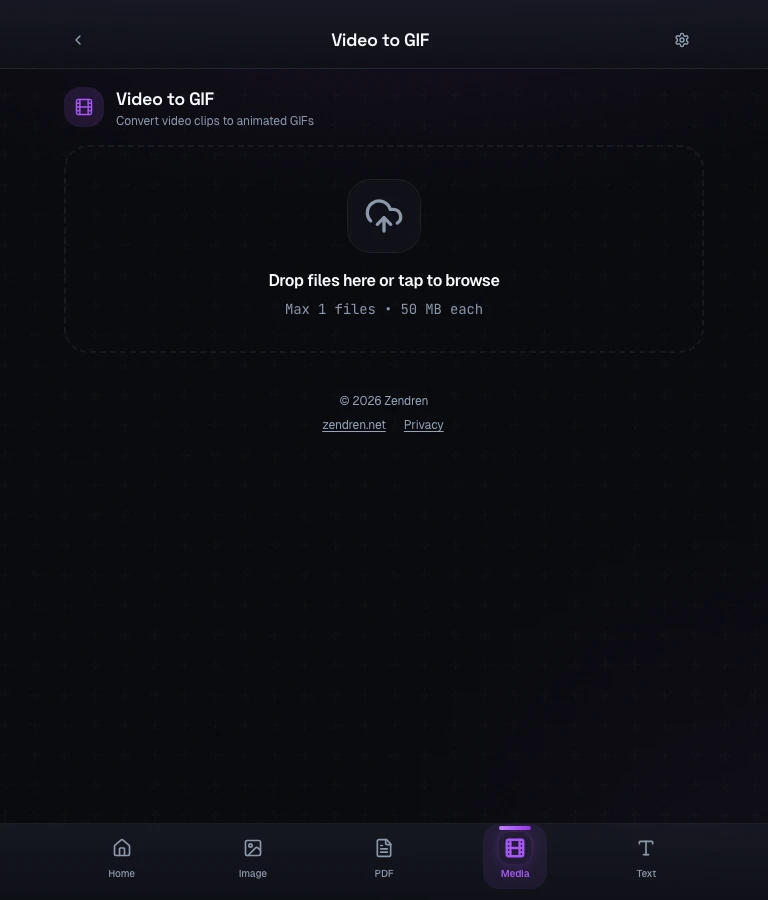 Video to GIF
Video to GIF
Convert video clips to animated GIFs
Drop files here or tap to browse
Max 1 files • 50 MB each
© 2026 Zendren
zendren.net Privacy
Home Image PDF Media Text